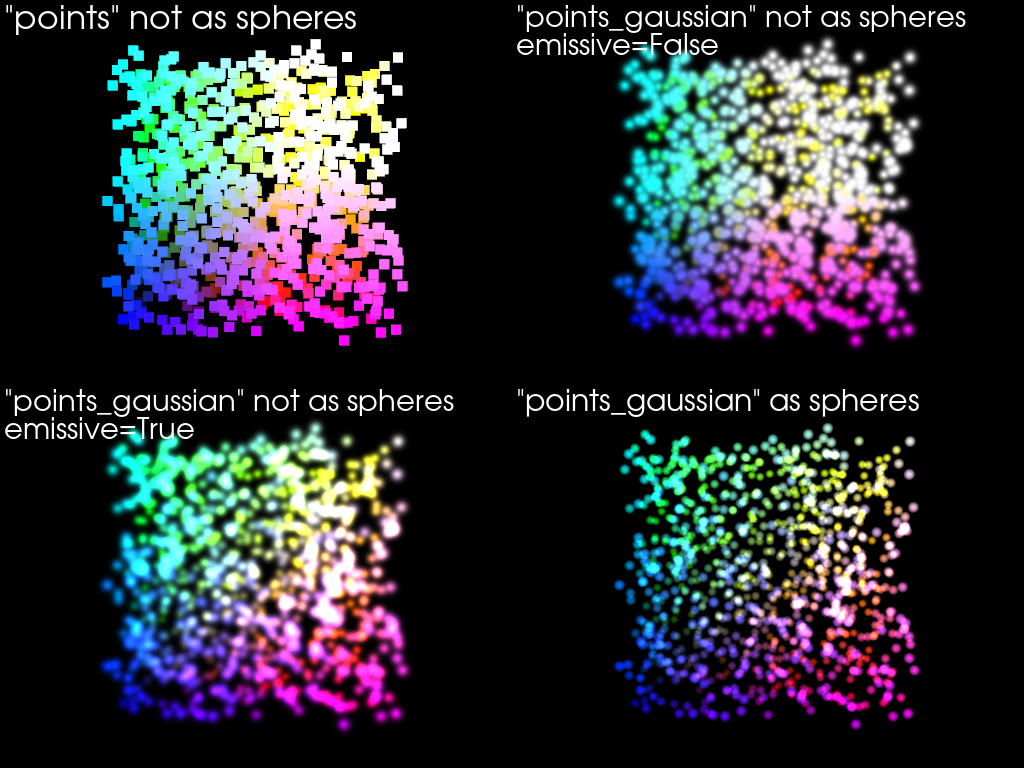 "points" not as spheres
"points_gaussian" not as spheres
emissive=False
"points_gaussian" not as spheres
emissive=True
"points_gaussian" as spheres